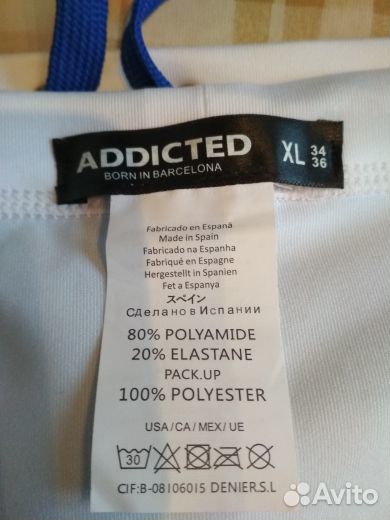 ADDICTED XL 34 36
BORN IN BARCELONA
Fabricado en Espanã
Made in Spain
Fabricado na Espanha
Fabriqué en Espagne
Hergestellt in Spanien
Fet a Espanya
スペイン
Сделано в Испании
80% POLYAMIDE
20% ELASTANE
PACK.UP
100% POLYESTER
USA/CA/MEX/UE
30
CIF:B-08106015 DENIER.S.L
Avito